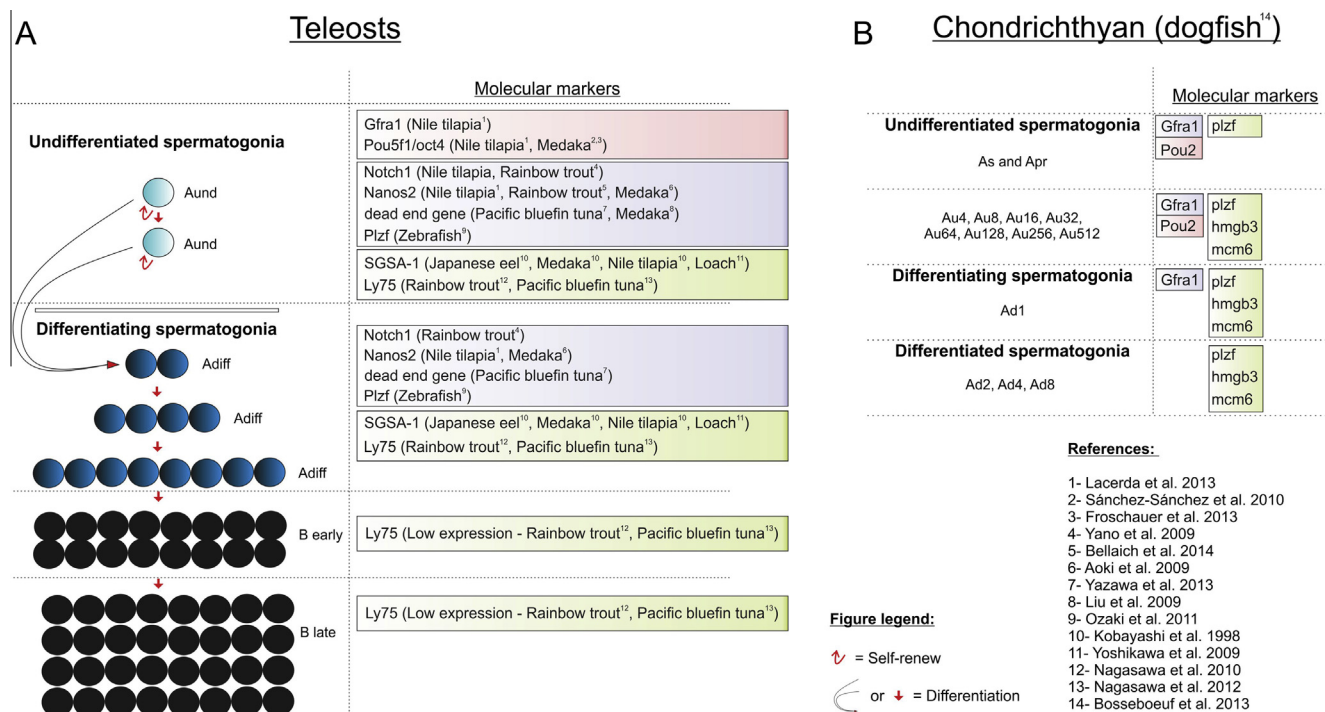 A
Teleosts
Molecular markers
Undifferentiated spermatogonia
Aund
Aund
Gfra1 (Nile tilapia1)
Pou5f1/oct4 (Nile tilapia1, Medaka2,3)
Notch1 (Nile tilapia, Rainbow trout4)
Nanos2 (Nile tilapia1, Rainbow trout5, Medaka6)
dead end gene (Pacific bluefin tuna7, Medaka8)
Plzf (Zebrafish9)
SGSA-1 (Japanese eel10, Medaka10, Nile tilapia10, Loach11)
Ly75 (Rainbow trout12, Pacific bluefin tuna13)
Differentiating spermatogonia
Adiff
Adiff
Adiff
Notch1 (Rainbow trout4)
Nanos2 (Nile tilapia1, Medaka6)
dead end gene (Pacific bluefin tuna7)
Plzf (Zebrafish9)
SGSA-1 (Japanese eel10, Medaka10, Nile tilapia10, Loach11)
Ly75 (Rainbow trout12, Pacific bluefin tuna13)
B early
Ly75 (Low expression - Rainbow trout12, Pacific bluefin tuna13)
B late
Ly75 (Low expression - Rainbow trout12, Pacific bluefin tuna13)
B
Chondrichthyan (dogfish14)
Molecular markers
Undifferentiated spermatogonia
As and Apr
Gfra1
Pou2
plzf
Au4, Au8, Au16, Au32,
Au64, Au128, Au256, Au512
Gfra1
Pou2
plzf
hmgb3
mcm6
Differentiating spermatogonia
Ad1
Gfra1
plzf
hmgb3
mcm6
Differentiated spermatogonia
Ad2, Ad4, Ad8
plzf
hmgb3
mcm6
References:
1- Lacerda et al. 2013
2- Sánchez-Sánchez et al. 2010
3- Froschauer et al. 2013
4- Yano et al. 2009
5- Bellaich et al. 2014
6- Aoki et al. 2009
7- Yazawa et al. 2013
8- Liu et al. 2009
9- Ozaki et al. 2011
10- Kobayashi et al. 1998
11- Yoshikawa et al. 2009
12- Nagasawa et al. 2010
13- Nagasawa et al. 2012
14- Bosseboeuf et al. 2013
Figure legend:
= Self-renew
or = Differentiation